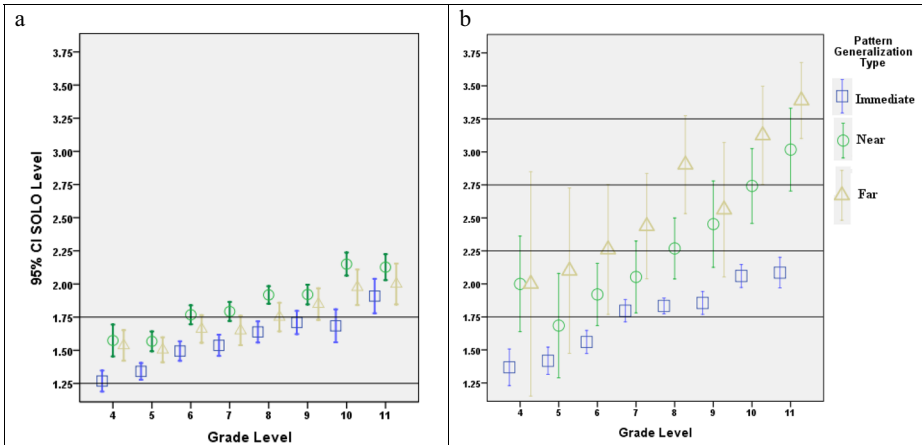 a
3.75
3.50
3.25
3.00
2.75
2.50
2.25
2.00
1.75
1.50
1.25
95% CI SOLO Level
4 5 6 7 8 9 10 11
Grade Level
b
3.75
3.50
3.25
3.00
2.75
2.50
2.25
2.00
1.75
1.50
1.25
4 5 6 7 8 9 10 11
Grade Level
Pattern
Generalization
Type
Immediate
Near
Far